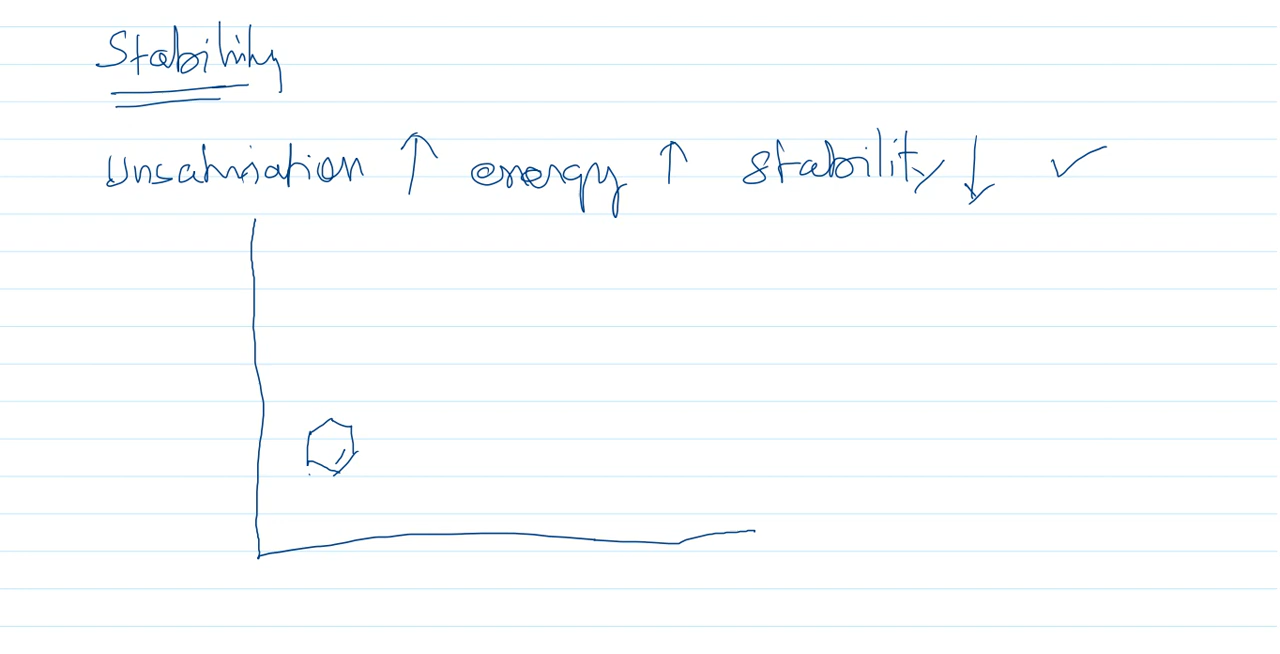 Stability
Unsaturation ↑ energy ↑ stability ↓ ✓